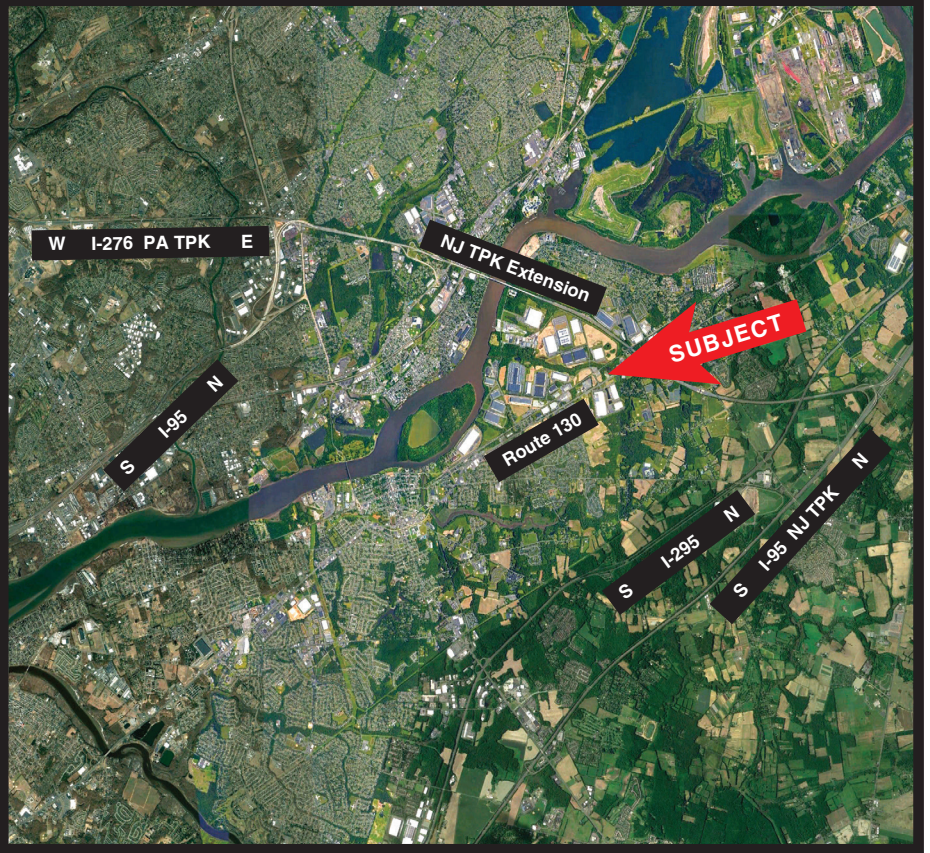 W I-276 PA TPK E
NJ TPK Extension
SUBJECT
S I-95 N
Route 130
S I-295 N
S I-95 NJ TPK N